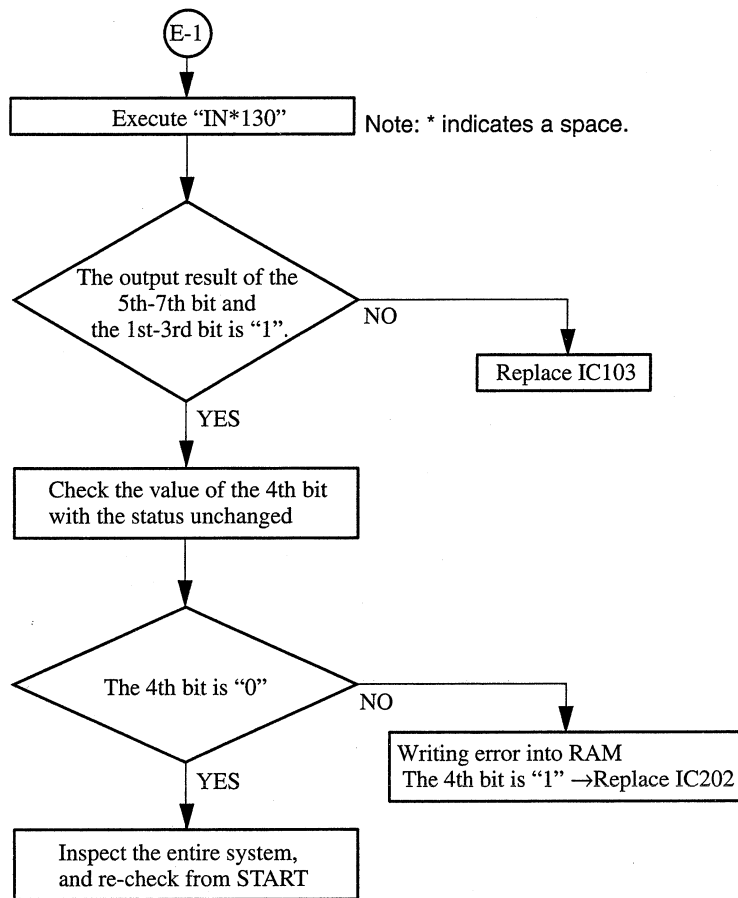 E-1
Execute “IN*130”
Note: * indicates a space.
The output result of the
5th-7th bit and
the 1st-3rd bit is “1”.
NO
Replace IC103
YES
Check the value of the 4th bit
with the status unchanged
The 4th bit is “0”
NO
Writing error into RAM
The 4th bit is “1” →Replace IC202
YES
Inspect the entire system,
and re-check from START